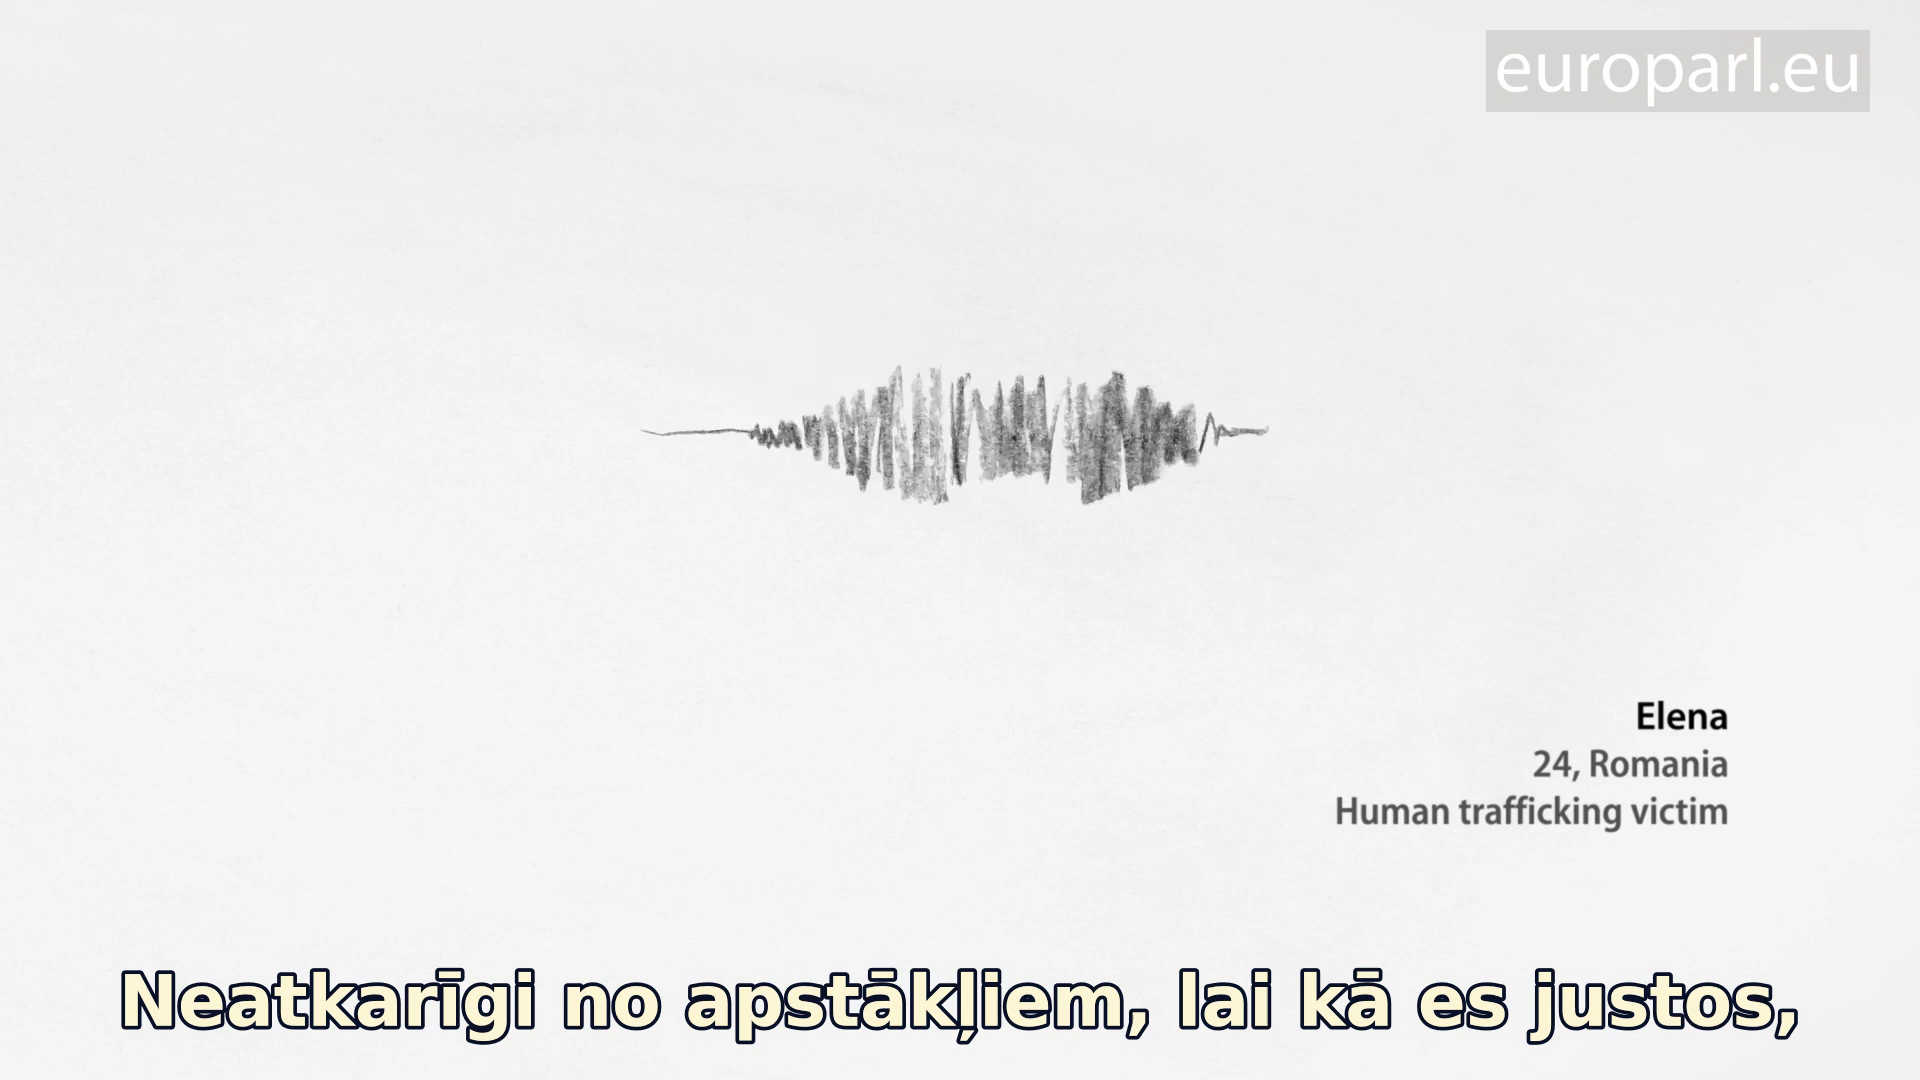 europarl.eu
Elena
24, Romania
Human trafficking victim
Neatkarīgi no apstākļiem, lai kā es justos,